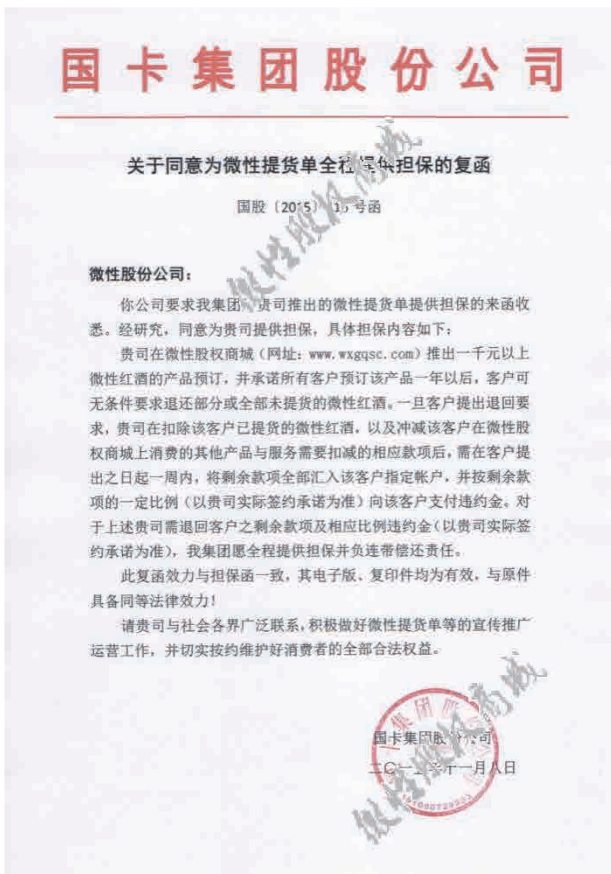 国卡集团股份公司
关于同意为微性提货单全程提供担保的复函
国股〔2015〕 15号函
微性股份公司：
你公司要求我集团 贵司推出的微性提货单提供担保的来函收
悉。经研究，同意为贵司提供担保，具体担保内容如下：
贵司在微性股权商城（网址：www.wxgqsc.com）推出一千元以上
微性红酒的产品预订，并承诺所有客户预订该产品一年以后，客户可
无条件要求退还部分或全部未提货的微性红酒。一旦客户提出退回要
求，贵司在扣除该客户已提货的微性红酒，以及冲减该客户在微性股
权商城上消费的其他产品与服务需要扣减的相应款项后，需在客户提
出之日起一周内，将剩余款项全部汇入该客户指定帐户，并按剩余款
项的一定比例（以贵司实际签约承诺为准）向该客户支付违约金。对
于上述贵司需退回客户之剩余款项及相应比例违约金（以贵司实际签
约承诺为准），我集团愿全程提供担保并负连带偿还责任。
此复函效力与担保函一致，其电子版、复印件均为有效，与原件
具备同等法律效力！
请贵司与社会各界广泛联系，积极做好微性提货单等的宣传推广
运营工作，并切实按约维护好消费者的全部合法权益。
国卡集团股份公司
二〇一五年十一月八日
微性股权商城
微性股权商城